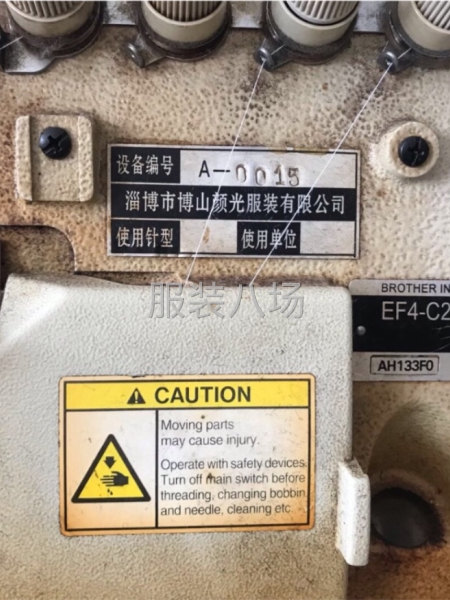 设备编号 A-0015
淄博市博山颜光服装有限公司
使用针型 使用单位
服装八场
BROTHER IN
EF4-C2
AH133F0
CAUTION
Moving parts
may cause injury.
Operate with safety devices.
Turn off main switch before
threading, changing bobbin
and needle, cleaning etc